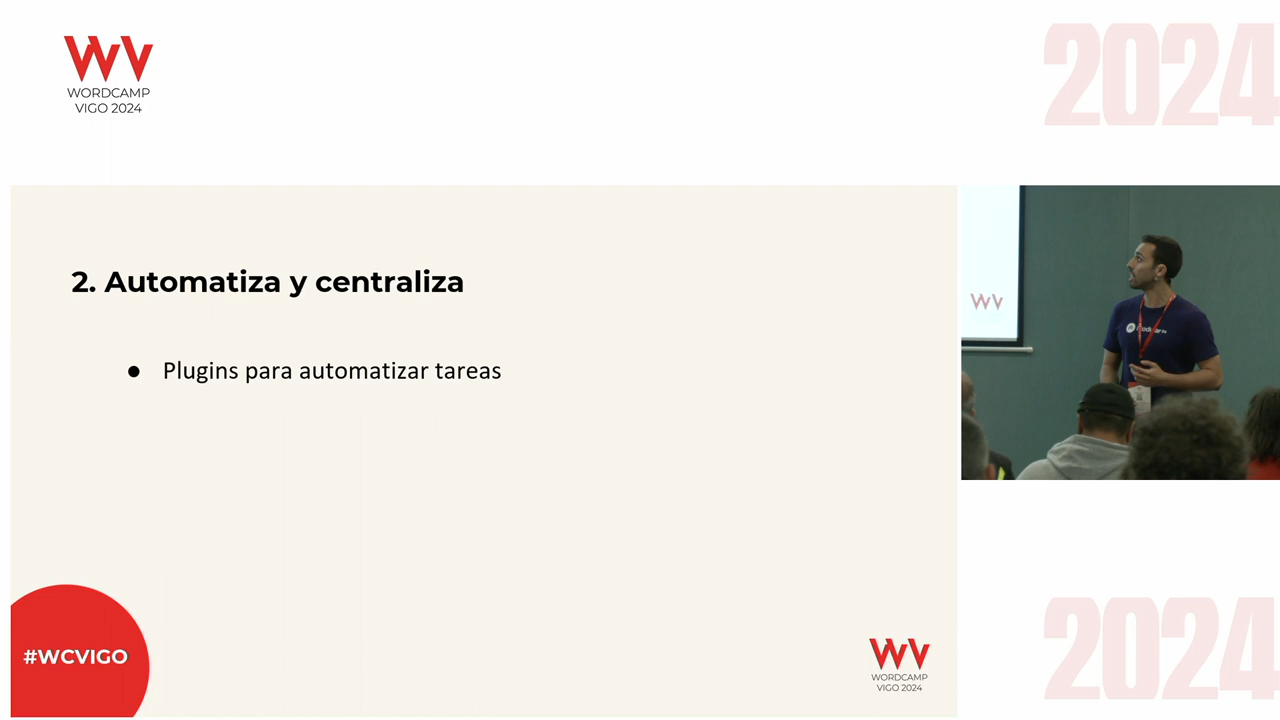 WORDCAMP
VIGO 2024
2024
2. Automatiza y centraliza
● Plugins para automatizar tareas
#WCVIGO
WORDCAMP
VIGO 2024
2024